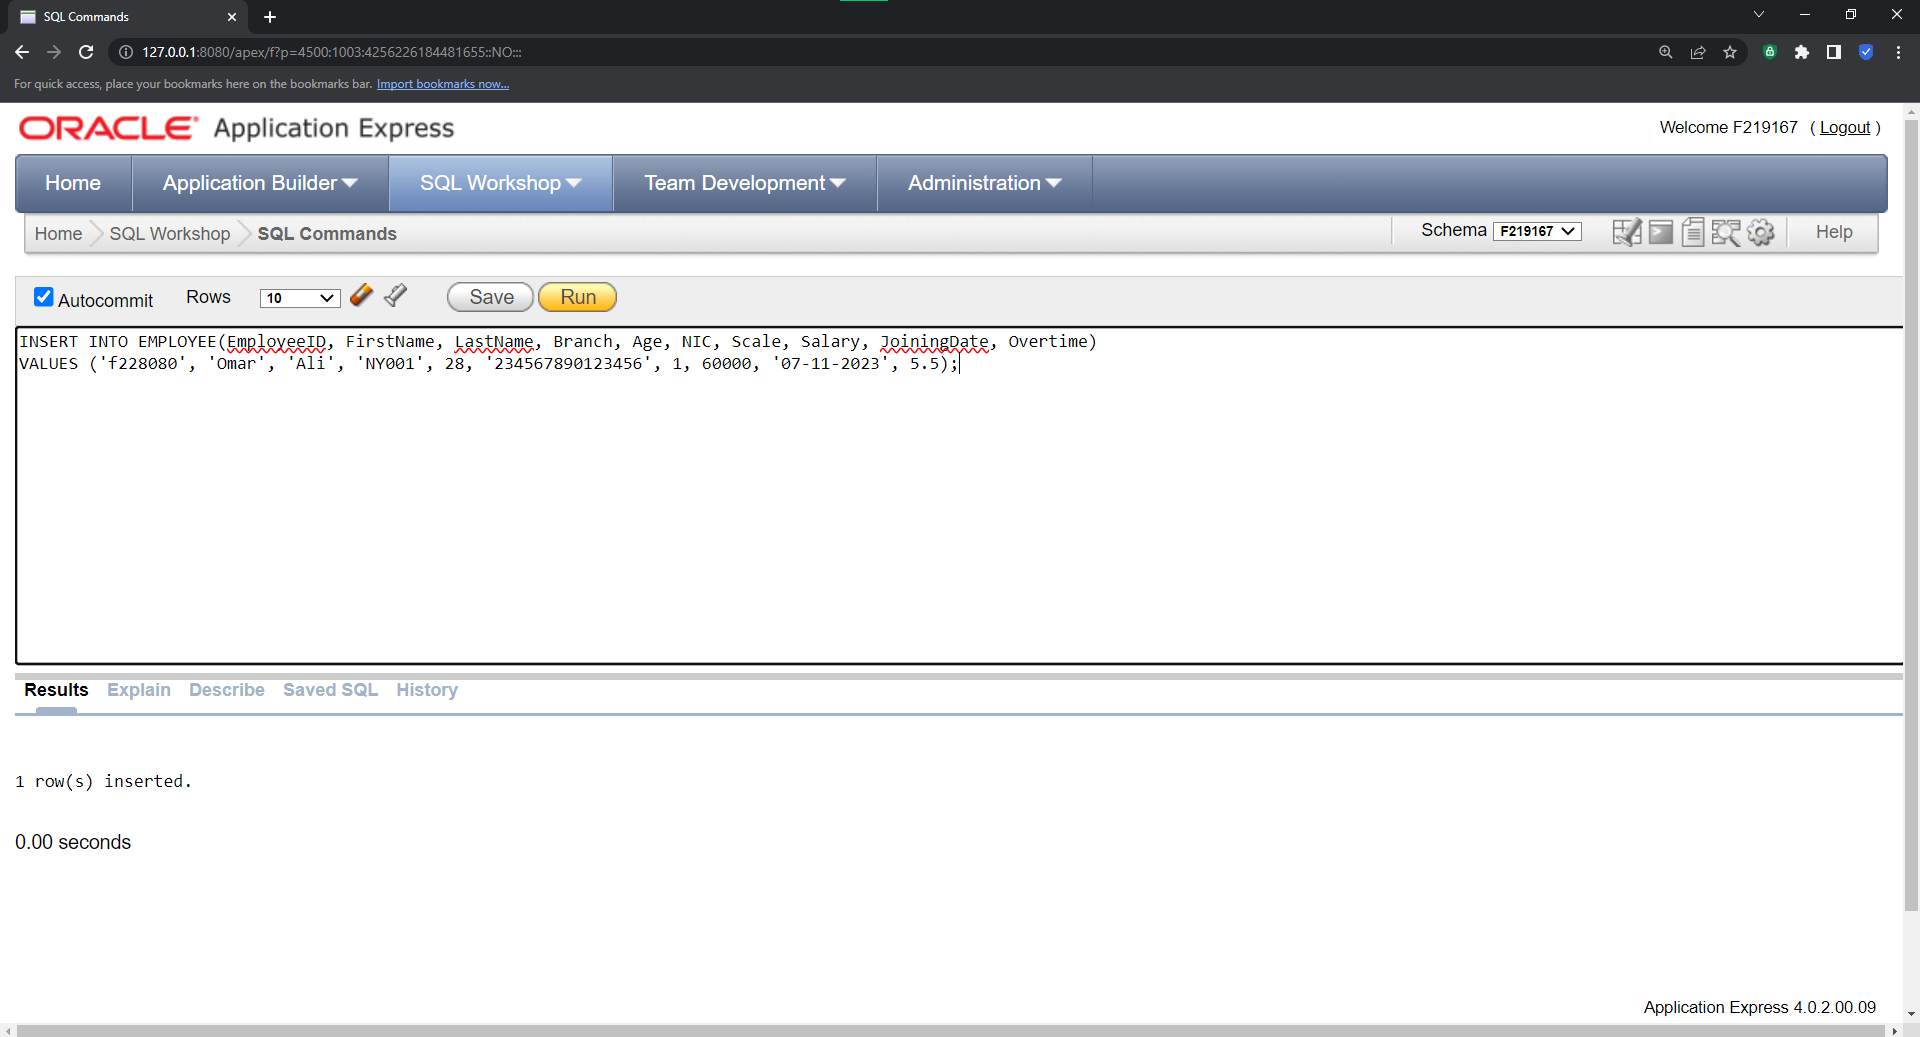 SQL Commands
127.0.0.1:8080/apex/f?p=4500:1003:4256226184481655::NO:::
For quick access, place your bookmarks here on the bookmarks bar. Import bookmarks now...
ORACLE Application Express
Welcome F219167 ( Logout )
Home Application Builder SQL Workshop Team Development Administration
Home SQL Workshop SQL Commands Schema F219167 Help
Autocommit Rows 10 Save Run
INSERT INTO EMPLOYEE(EmployeeID, FirstName, LastName, Branch, Age, NIC, Scale, Salary, JoiningDate, Overtime)
VALUES ('f228080', 'Omar', 'Ali', 'NY001', 28, '234567890123456', 1, 60000, '07-11-2023', 5.5);
Results Explain Describe Saved SQL History
1 row(s) inserted.
0.00 seconds
Application Express 4.0.2.00.09